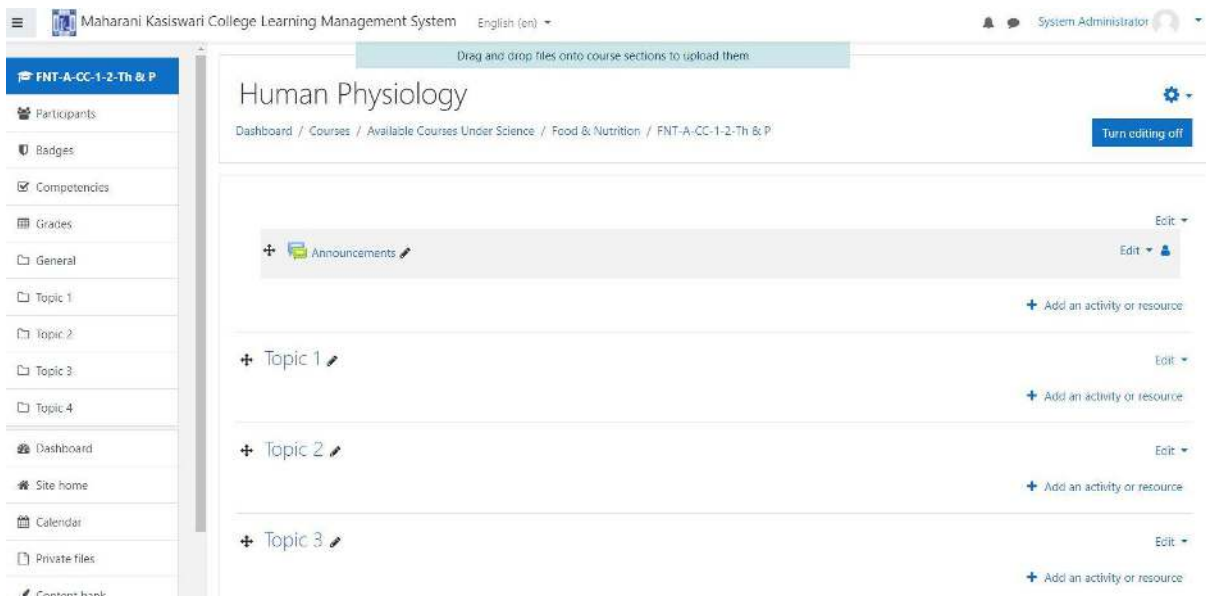 Maharani Kasiswari College Learning Management System English (en)
System Administrator
Drag and drop files onto course sections to upload them
FNT-A-CC-1-2-Th & P
Participants
Badges
Competencies
Grades
General
Topic 1
Topic 2
Topic 3
Topic 4
Dashboard
Site home
Calendar
Private files
Content bank
Human Physiology
Dashboard / Courses / Available Courses Under Science / Food & Nutrition / FNT-A-CC-1-2-Th & P
Turn editing off
Edit
Announcements
Edit
+ Add an activity or resource
Topic 1
Edit
+ Add an activity or resource
Topic 2
Edit
+ Add an activity or resource
Topic 3
Edit
+ Add an activity or resource